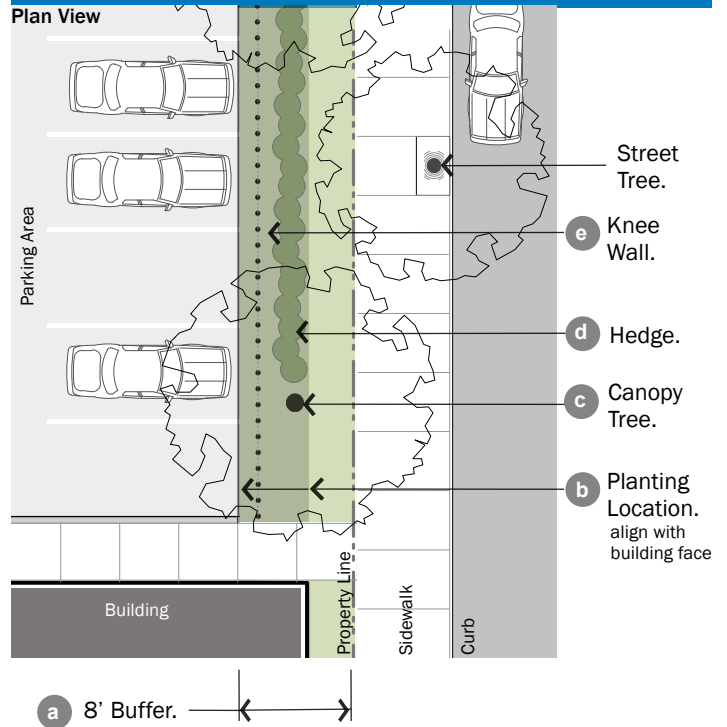 Plan View
Parking Area
Street
Tree.
e Knee
Wall.
d Hedge.
c Canopy
Tree.
b Planting
Location.
align with
building face
Building
Property Line
Sidewalk
Curb
a 8’ Buffer.